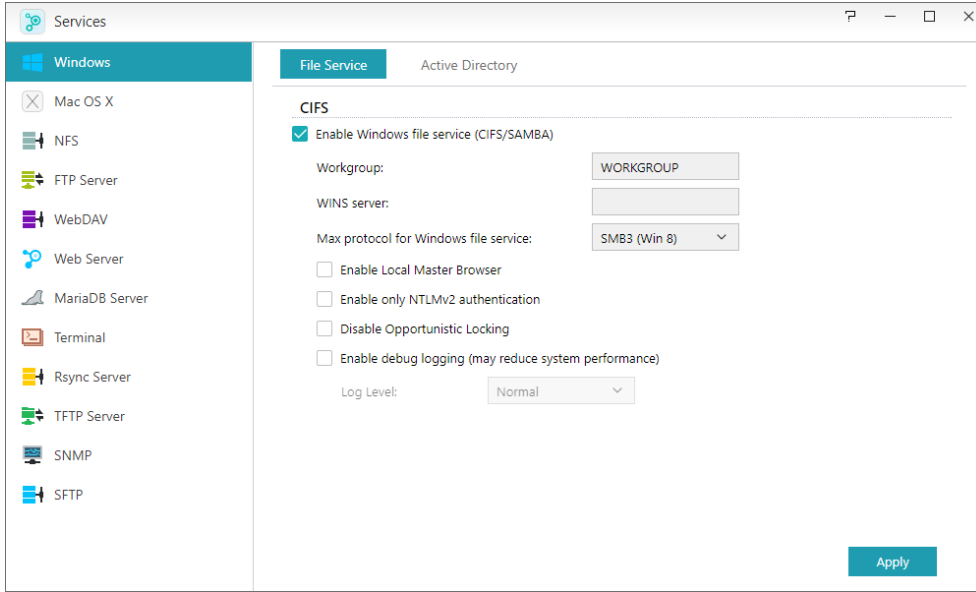 Services
?
Windows
Mac OS X
NFS
FTP Server
WebDAV
Web Server
MariaDB Server
Terminal
Rsync Server
TFTP Server
SNMP
SFTP
File Service
Active Directory
CIFS
Enable Windows file service (CIFS/SAMBA)
Workgroup: WORKGROUP
WINS server:
Max protocol for Windows file service: SMB3 (Win 8)
Enable Local Master Browser
Enable only NTLMv2 authentication
Disable Opportunistic Locking
Enable debug logging (may reduce system performance)
Log Level: Normal
Apply